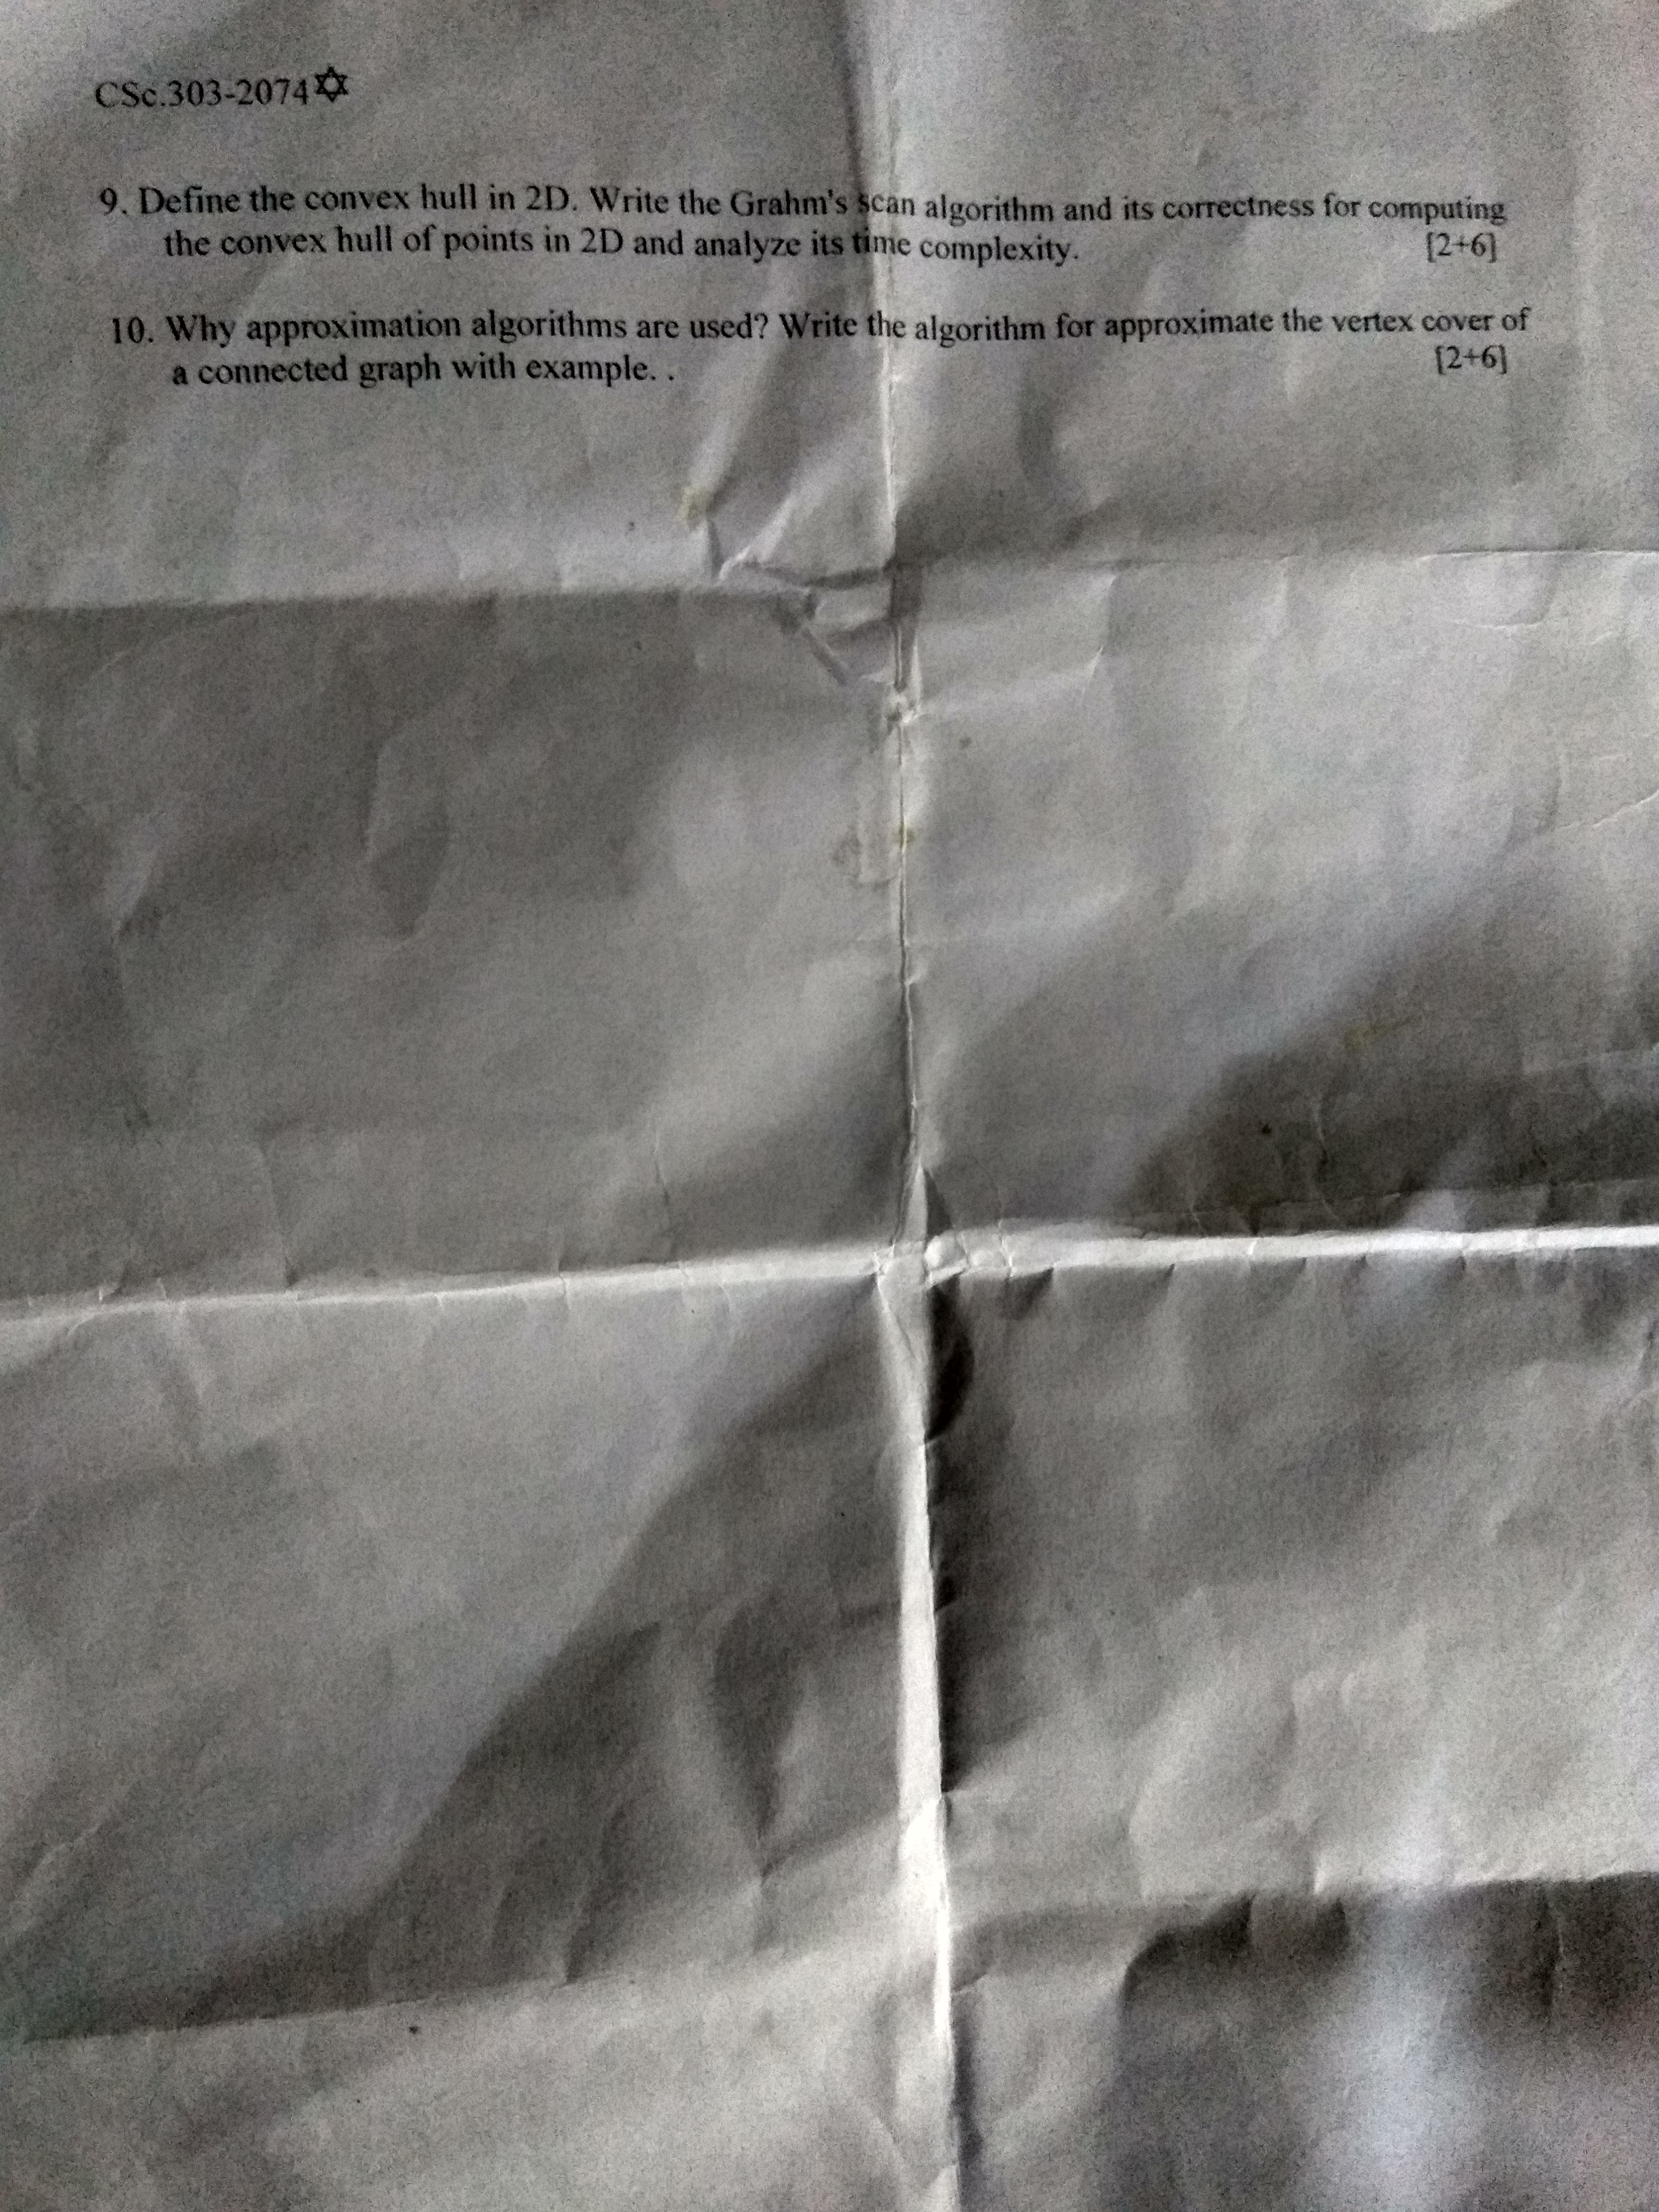 CSc.303-2074✡
9. Define the convex hull in 2D. Write the Grahm's scan algorithm and its correctness for computing
the convex hull of points in 2D and analyze its time complexity. [2+6]
10. Why approximation algorithms are used? Write the algorithm for approximate the vertex cover of
a connected graph with example. . [2+6]